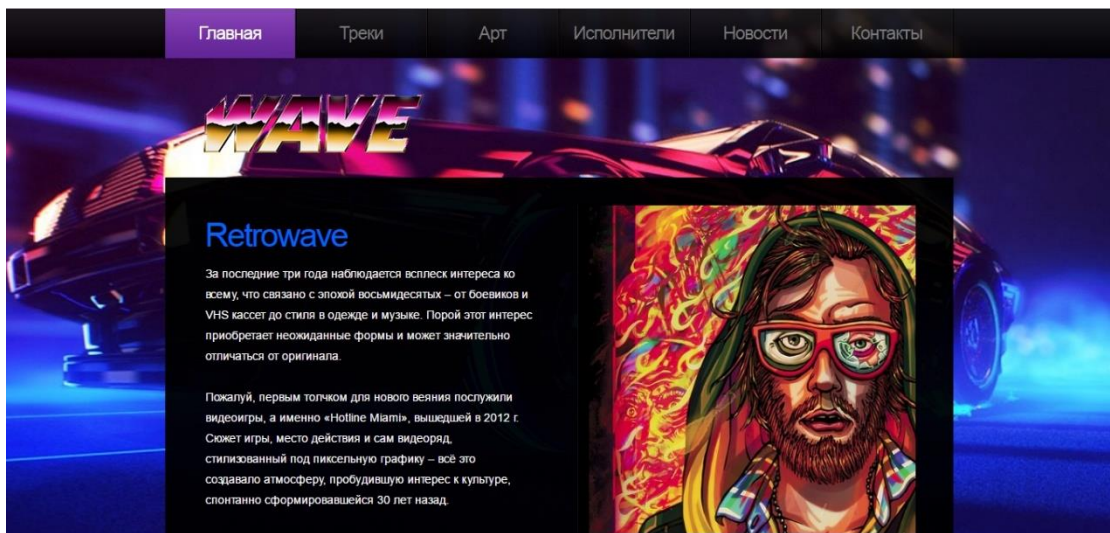 Главная Треки Арт Исполнители Новости Контакты
WAVE
Retrowave
За последние три года наблюдается всплеск интереса ко
всему, что связано с эпохой восьмидесятых – от боевиков и
VHS кассет до стиля в одежде и музыке. Порой этот интерес
приобретает неожиданные формы и может значительно
отличаться от оригинала.
Пожалуй, первым толчком для нового веяния послужили
видеоигры, а именно «Hotline Miami», вышедшей в 2012 г.
Сюжет игры, место действия и сам видеоряд,
стилизованный под пиксельную графику – всё это
создавало атмосферу, пробудившую интерес к культуре,
спонтанно сформировавшейся 30 лет назад.